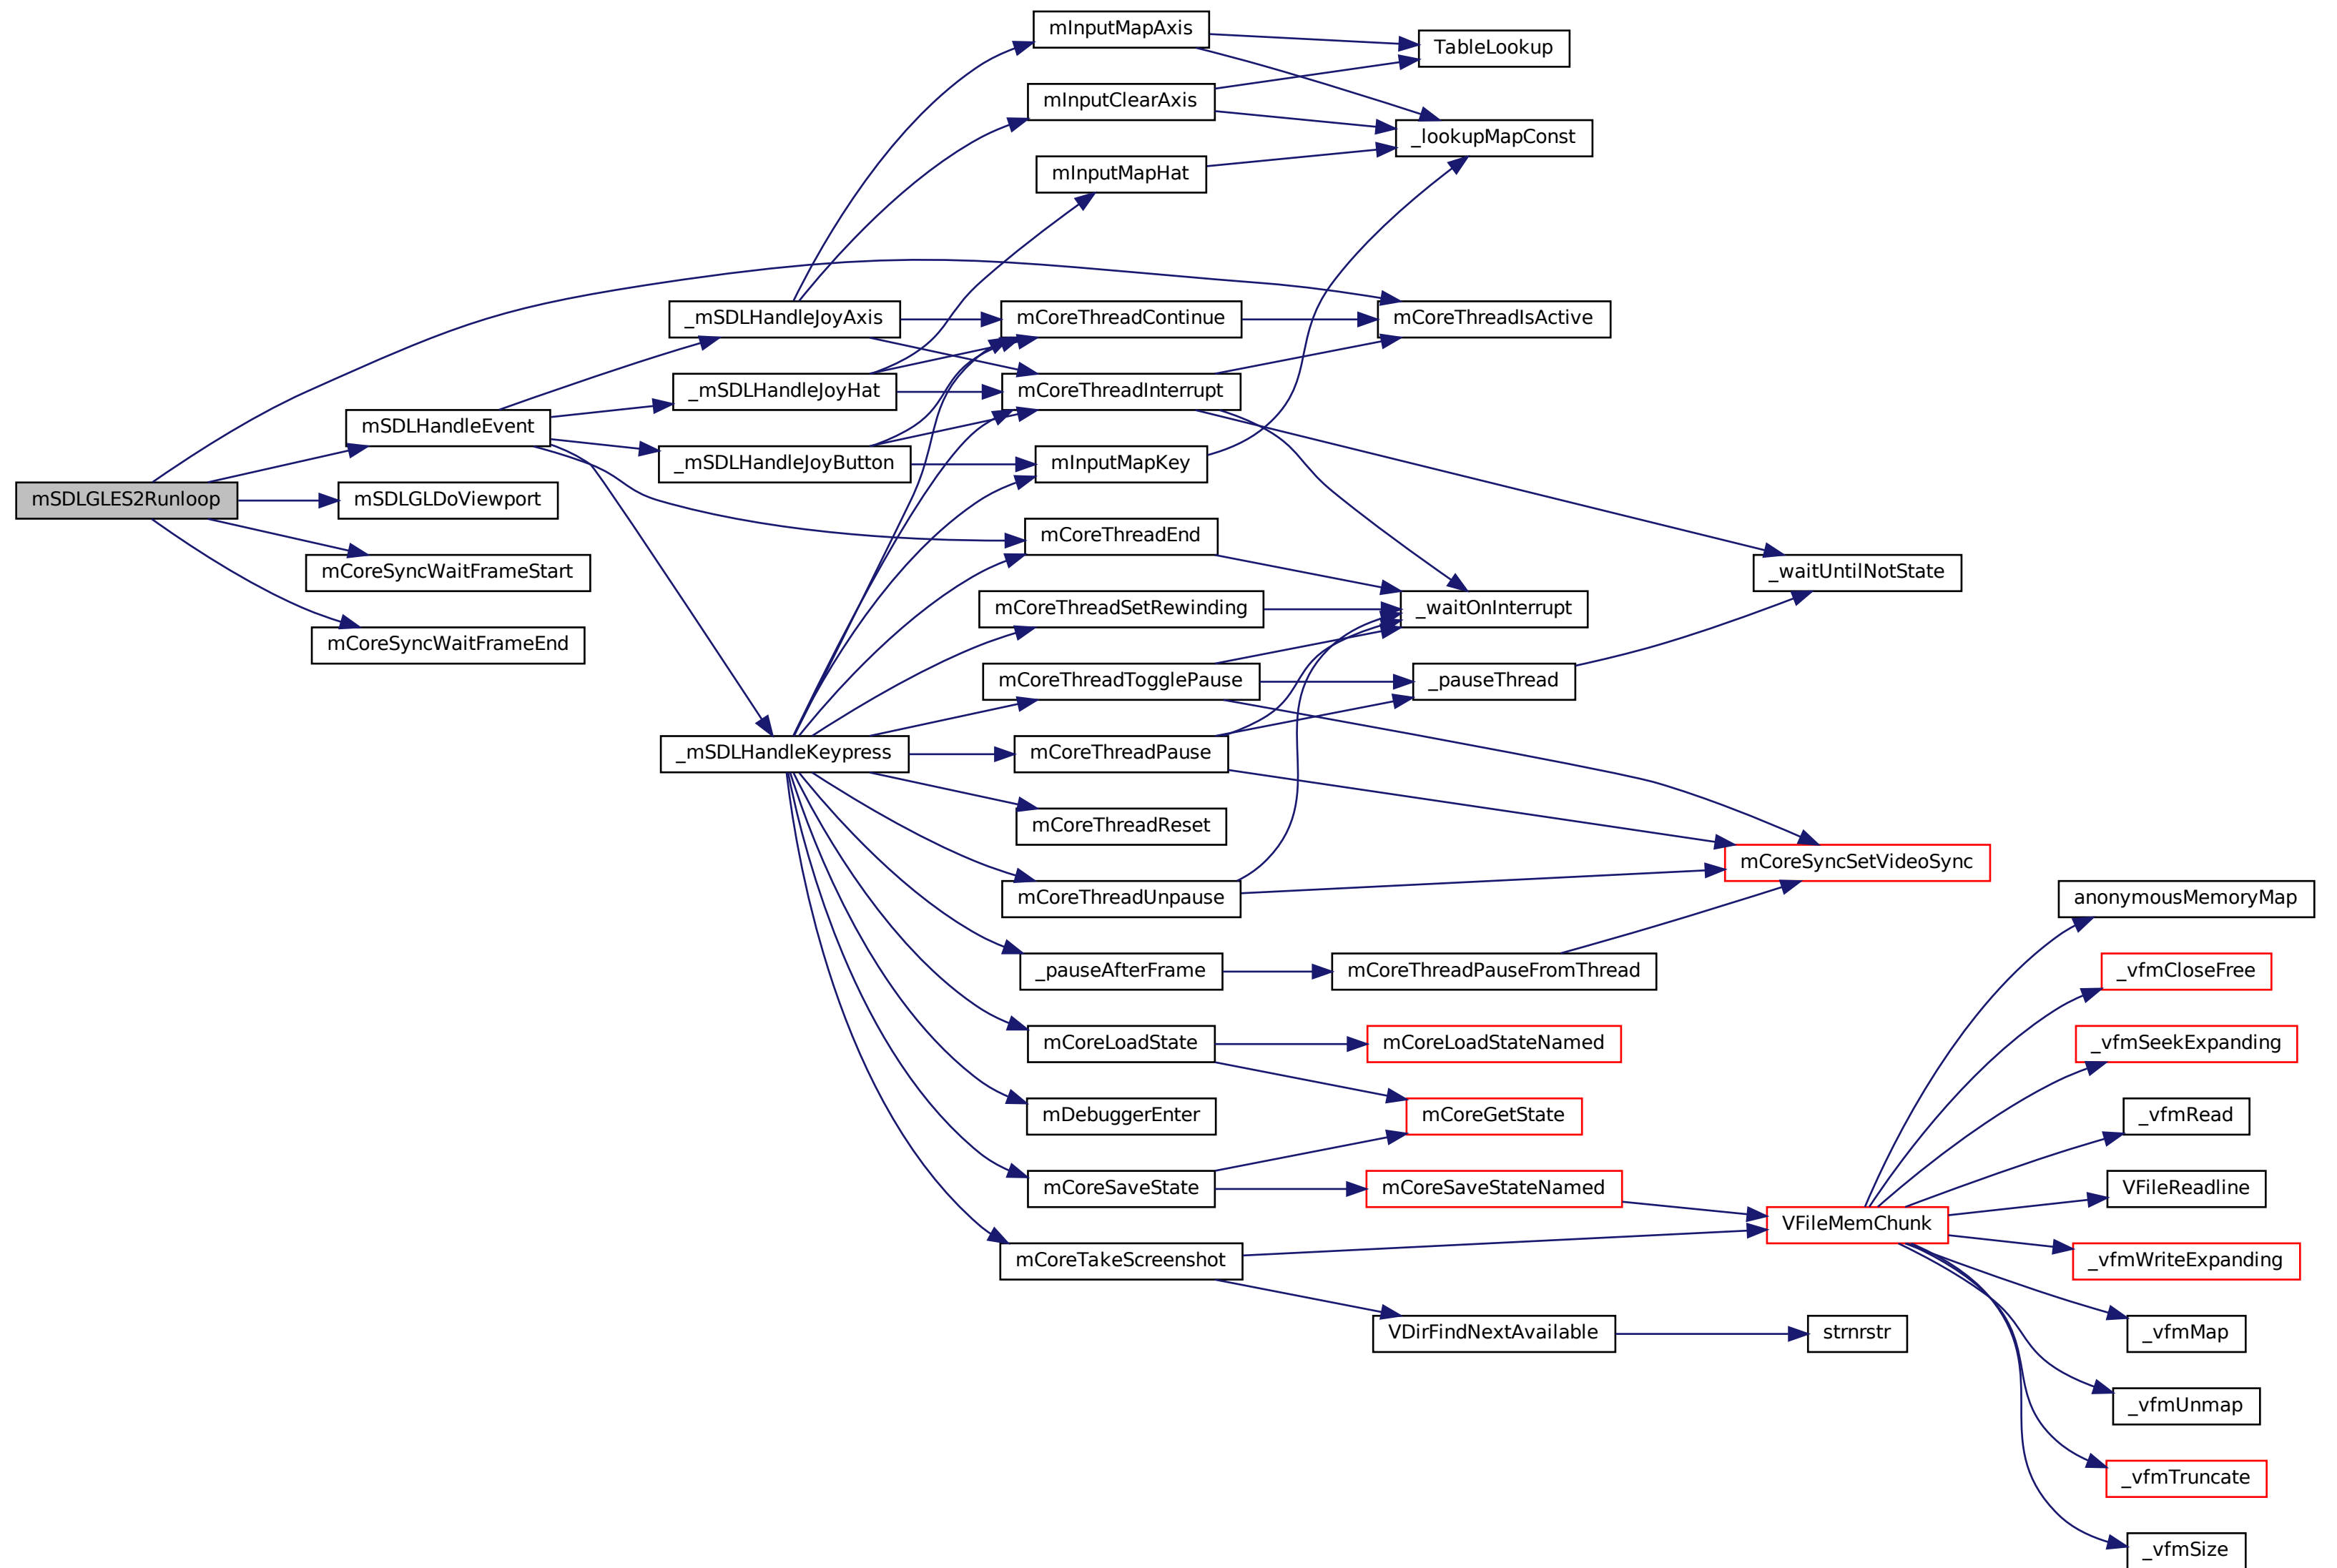 mInputMapAxis
TableLookup
mInputClearAxis
_lookupMapConst
mInputMapHat
_mSDLHandleJoyAxis
mCoreThreadContinue
mCoreThreadIsActive
_mSDLHandleJoyHat
mCoreThreadInterrupt
mSDLHandleEvent
_mSDLHandleJoyButton
mInputMapKey
mSDLGLES2Runloop
mSDLGLDoViewport
mCoreThreadEnd
mCoreSyncWaitFrameStart
_waitUntilNotState
mCoreThreadSetRewinding
_waitOnInterrupt
mCoreSyncWaitFrameEnd
mCoreThreadTogglePause
_pauseThread
_mSDLHandleKeypress
mCoreThreadPause
mCoreThreadReset
mCoreSyncSetVideoSync
mCoreThreadUnpause
anonymousMemoryMap
_pauseAfterFrame
mCoreThreadPauseFromThread
_vfmCloseFree
mCoreLoadState
mCoreLoadStateNamed
_vfmSeekExpanding
mDebuggerEnter
mCoreGetState
_vfmRead
mCoreSaveState
mCoreSaveStateNamed
VFileReadline
VFileMemChunk
mCoreTakeScreenshot
_vfmWriteExpanding
VDirFindNextAvailable
strnrstr
_vfmMap
_vfmUnmap
_vfmTruncate
_vfmSize